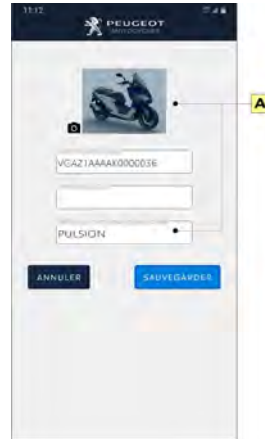 11:12
PEUGEOT
MOTOCYCLES
A
VGAZ1AAAAK0000036
PULSION
ANNULER
SAUVEGARDER